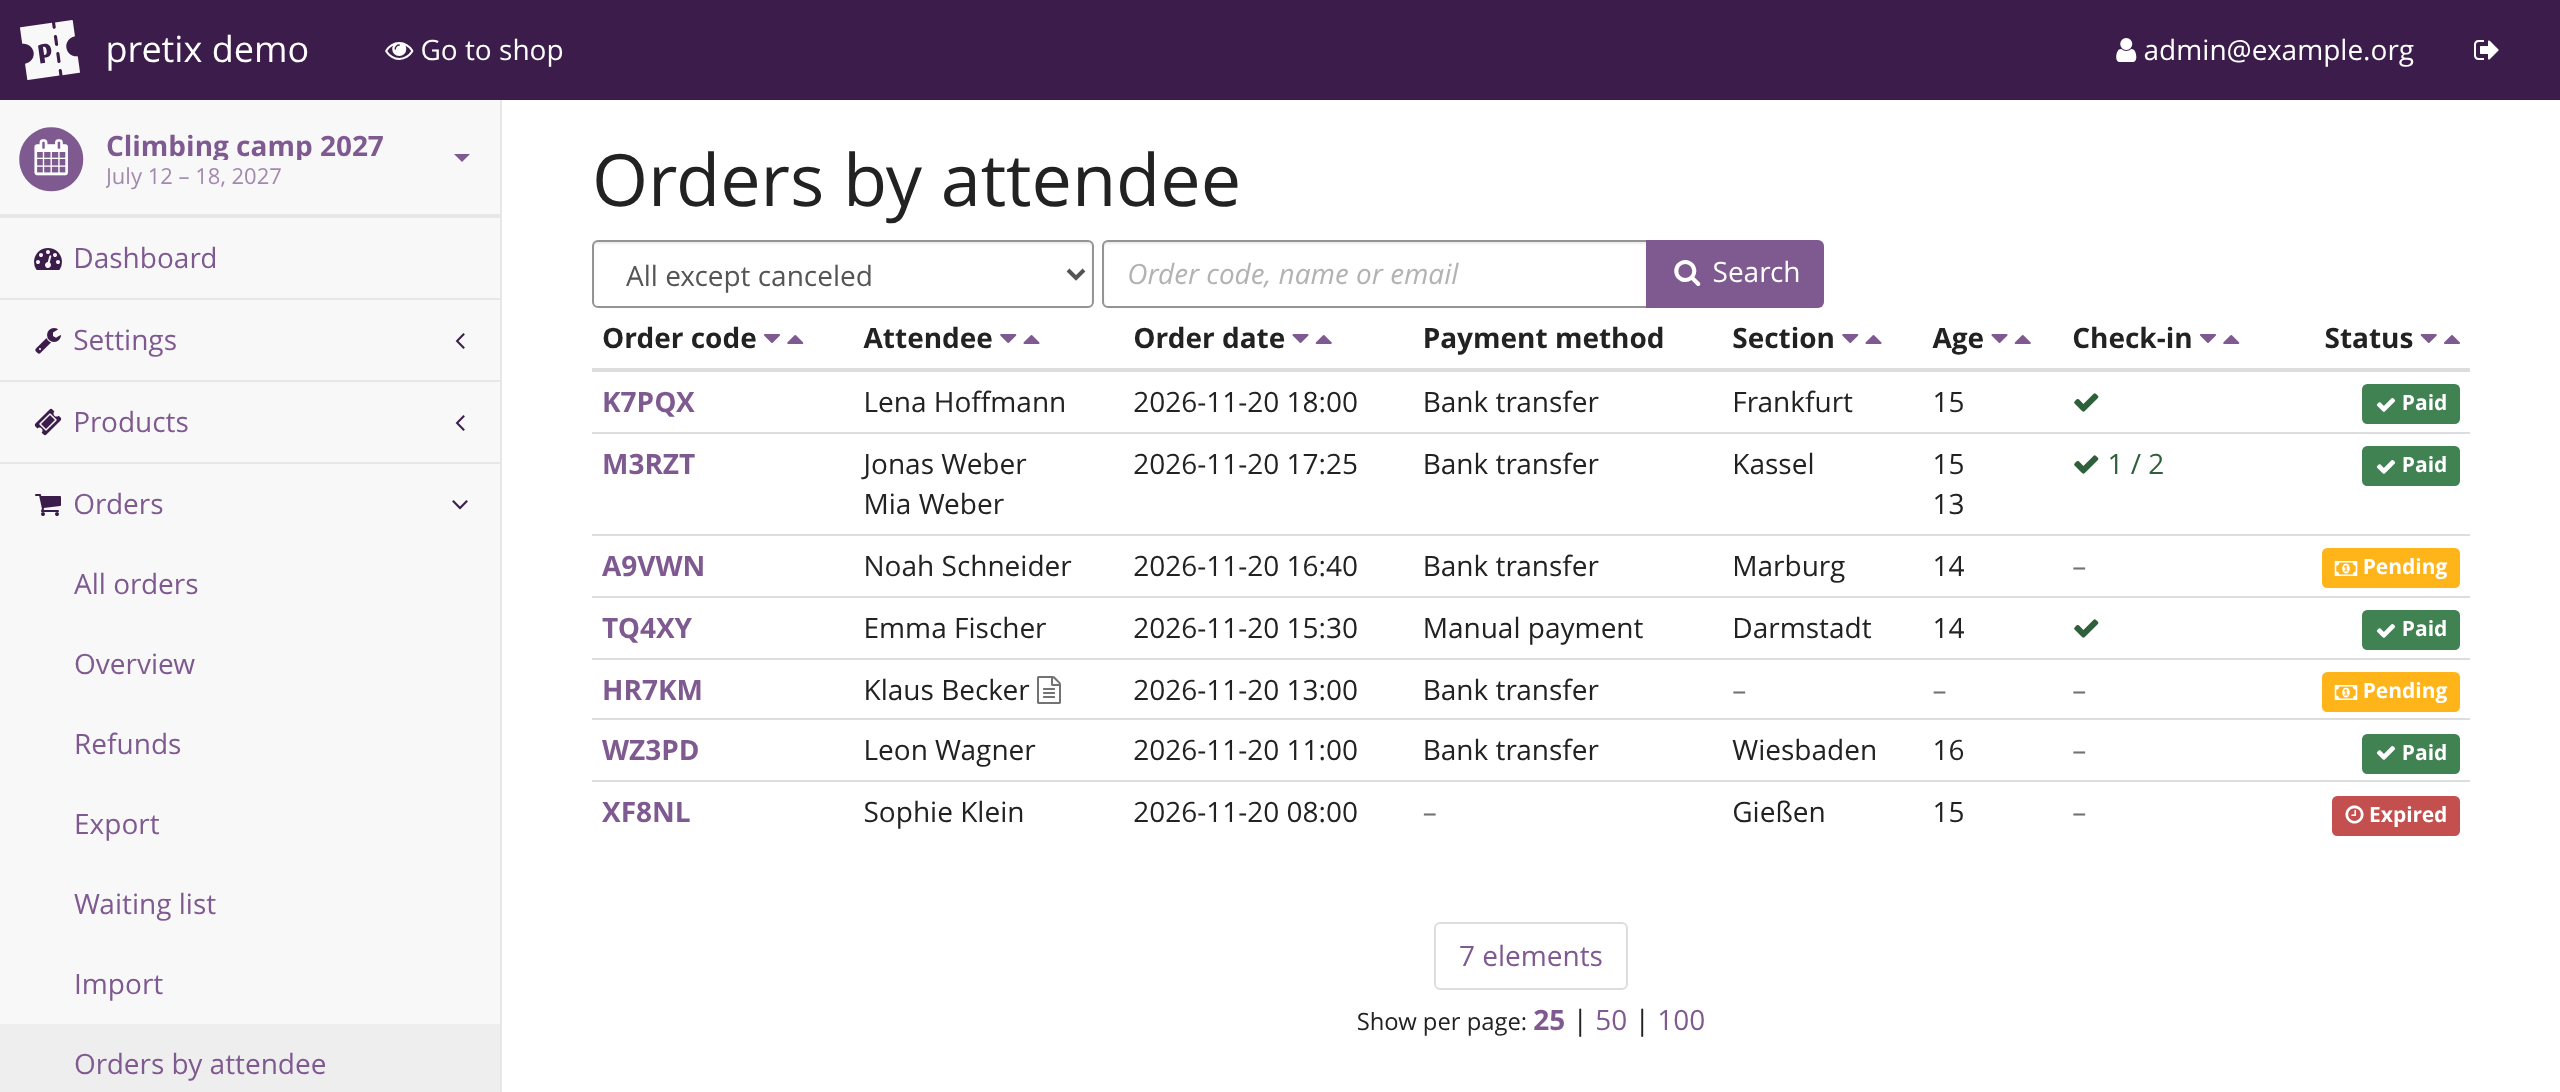 pretix demo
Go to shop
admin@example.org
Climbing camp 2027
July 12 – 18, 2027
Dashboard
Settings
Products
Orders
All orders
Overview
Refunds
Export
Waiting list
Import
Orders by attendee
Orders by attendee
All except canceled
Order code, name or email
Search
Order code Attendee Order date Payment method Section Age Check-in Status
K7PQX Lena Hoffmann 2026-11-20 18:00 Bank transfer Frankfurt 15 Paid
M3RZT Jonas Weber 2026-11-20 17:25 Bank transfer Kassel 15 1 / 2 Paid
Mia Weber 13
A9VWN Noah Schneider 2026-11-20 16:40 Bank transfer Marburg 14 – Pending
TQ4XY Emma Fischer 2026-11-20 15:30 Manual payment Darmstadt 14 Paid
HR7KM Klaus Becker 2026-11-20 13:00 Bank transfer – – – Pending
WZ3PD Leon Wagner 2026-11-20 11:00 Bank transfer Wiesbaden 16 – Paid
XF8NL Sophie Klein 2026-11-20 08:00 – Gießen 15 – Expired
7 elements
Show per page: 25 | 50 | 100